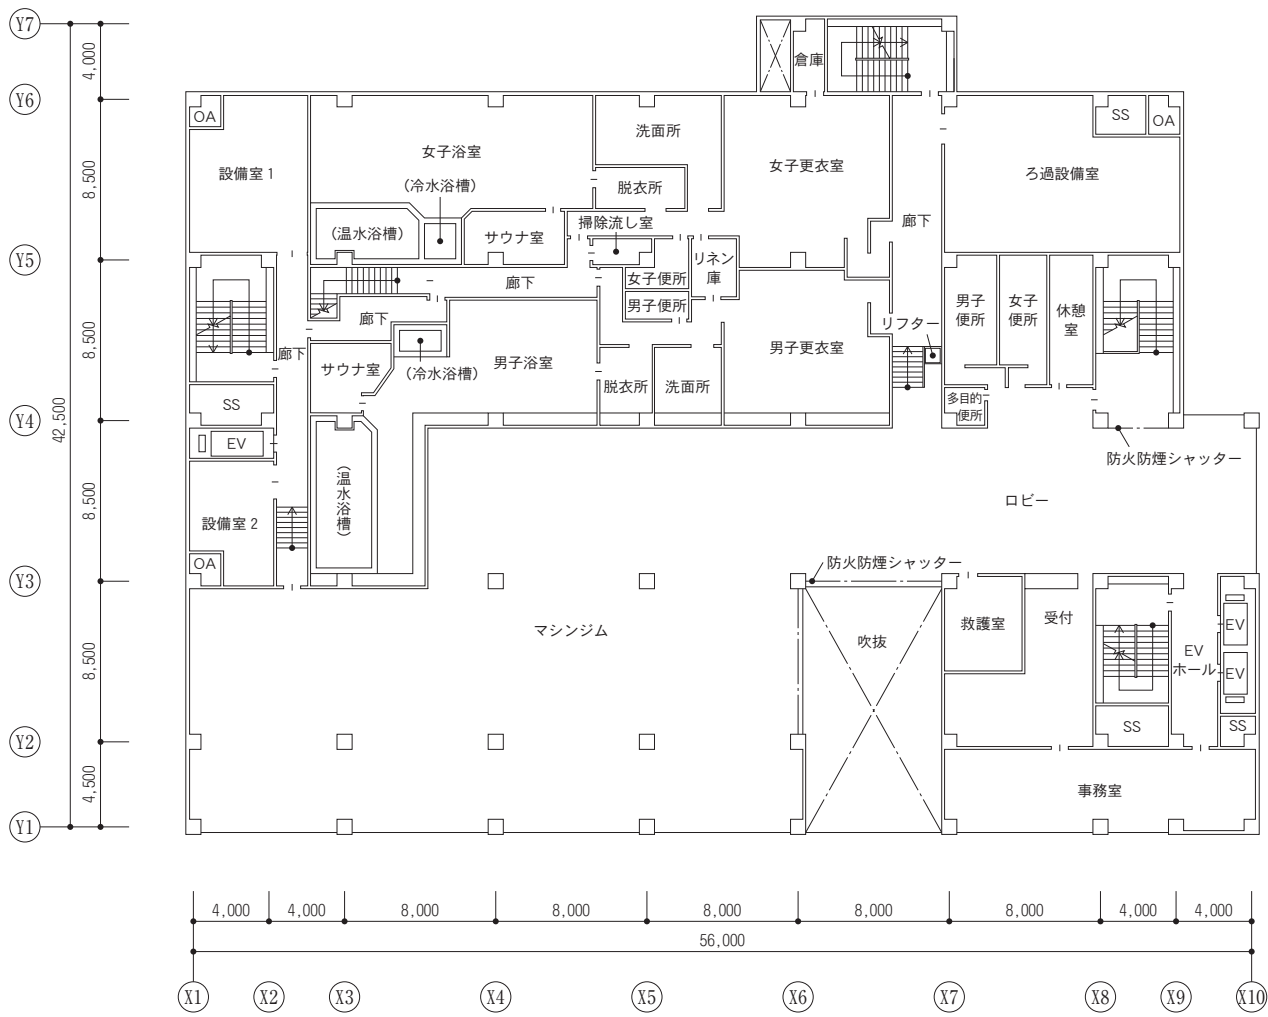 Y7
4,000
倉庫
Y6
OA
SS
OA
洗面所
女子浴室
女子更衣室
設備室1
ろ過設備室
8,500
(冷水浴槽)
脱衣所
(温水浴槽)
サウナ室
掃除流し室
廊下
Y5
リネン
庫
廊下
女子便所
男子便所
男子
便所
女子
便所
休憩
室
8,500
廊下
リフター
廊下
男子浴室
男子更衣室
サウナ室
(冷水浴槽)
脱衣所
洗面所
SS
多目的
便所
Y4
42,500
EV
防火防煙シャッター
(温水浴槽)
ロビー
8,500
設備室2
OA
防火防煙シャッター
Y3
救護室
受付
EV
マシンジム
吹抜
EV
ホール
8,500
EV
SS
SS
Y2
4,500
事務室
Y1
4,000
4,000
8,000
8,000
8,000
8,000
8,000
4,000
4,000
56,000
X1
X2
X3
X4
X5
X6
X7
X8
X9
X10